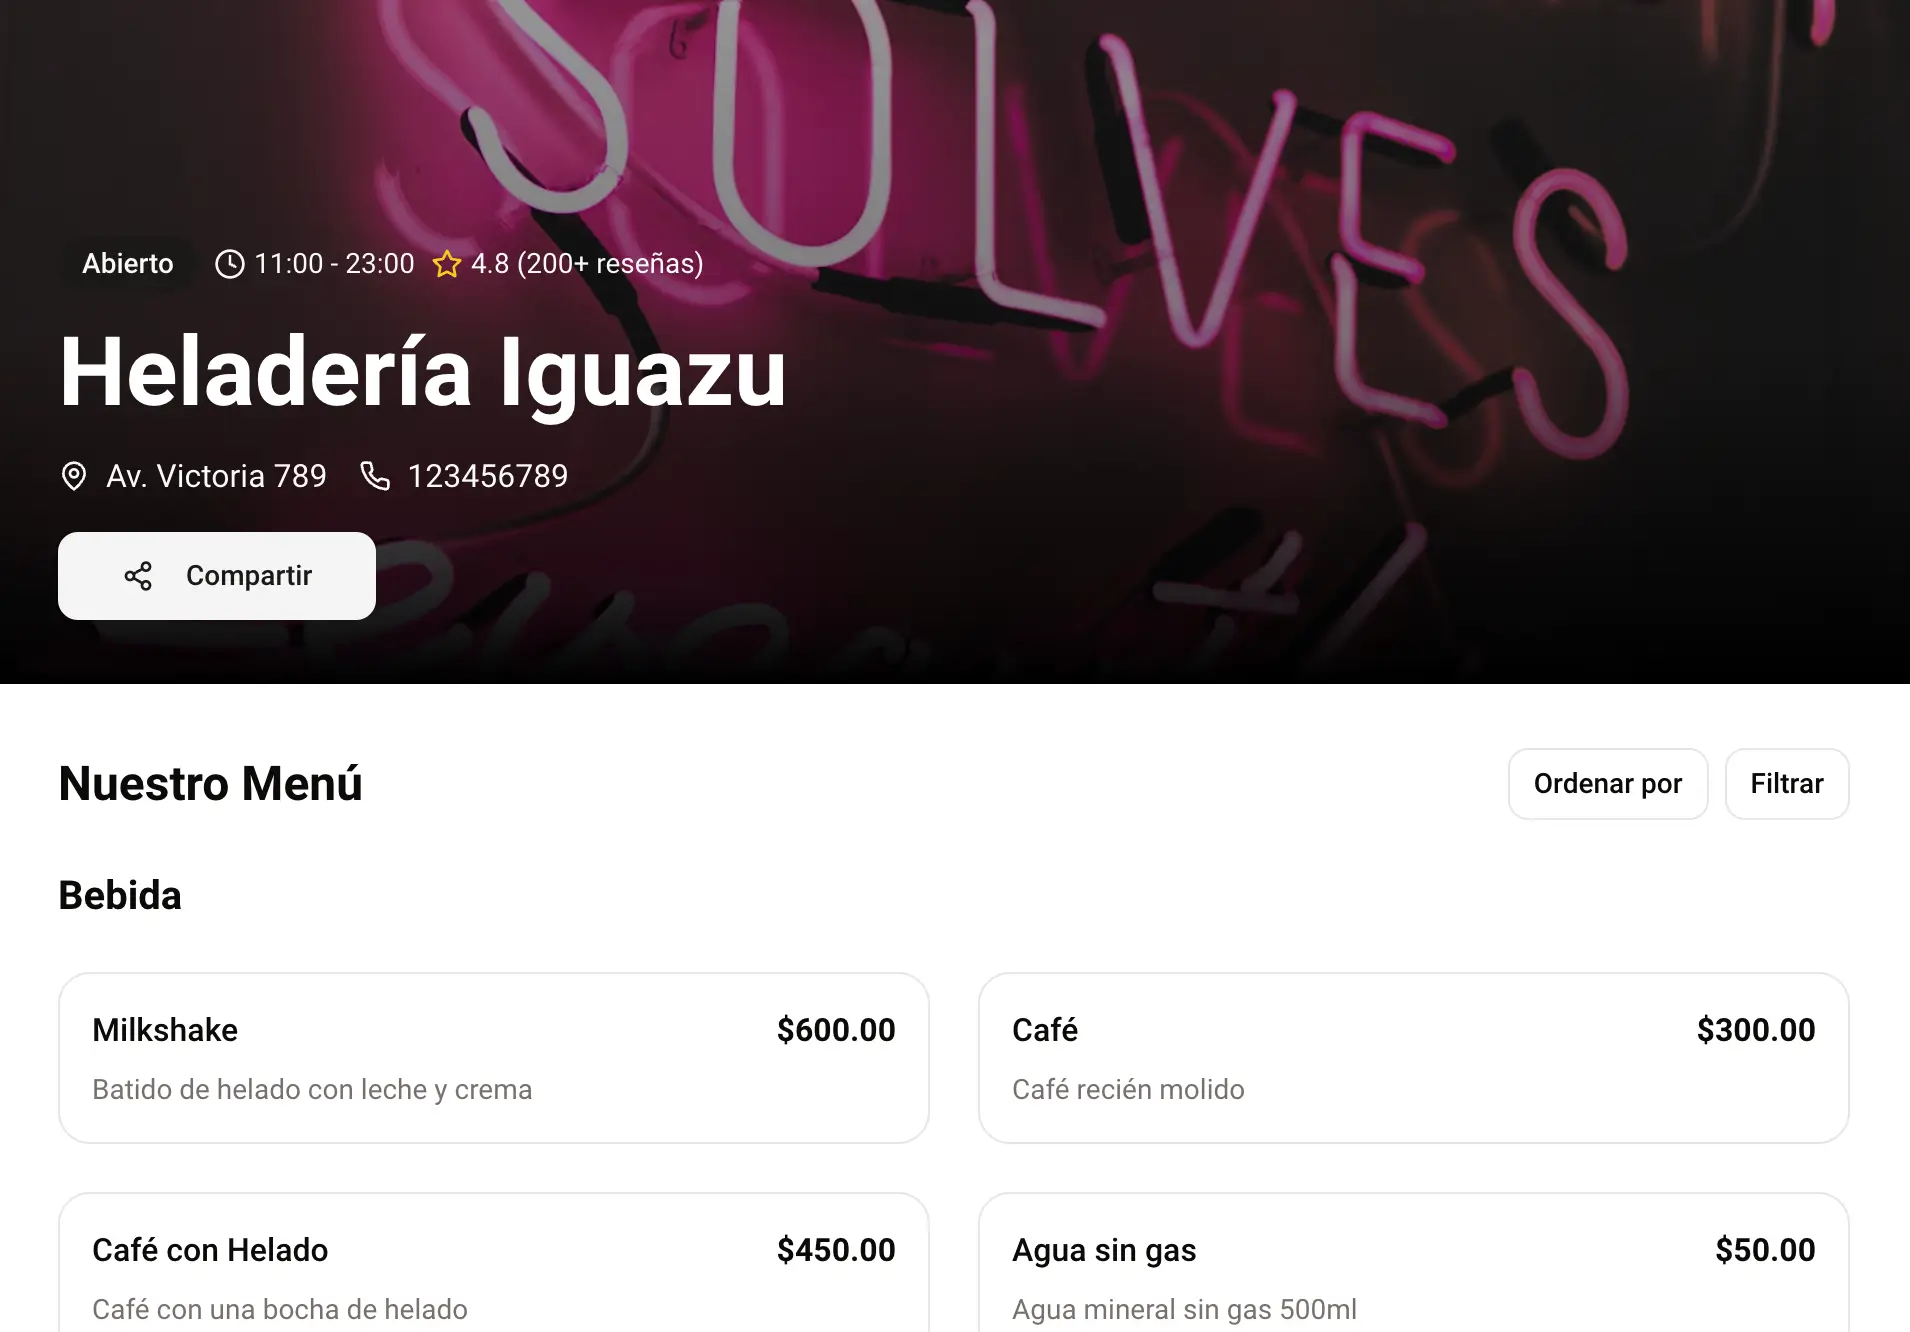 SOLVES
Abierto 11:00 - 23:00 4.8 (200+ reseñas)
Heladería Iguazu
Av. Victoria 789 123456789
Compartir
Nuestro Menú
Ordenar por Filtrar
Bebida
Milkshake $600.00
Batido de helado con leche y crema
Café $300.00
Café recién molido
Café con Helado $450.00
Café con una bocha de helado
Agua sin gas $50.00
Agua mineral sin gas 500ml